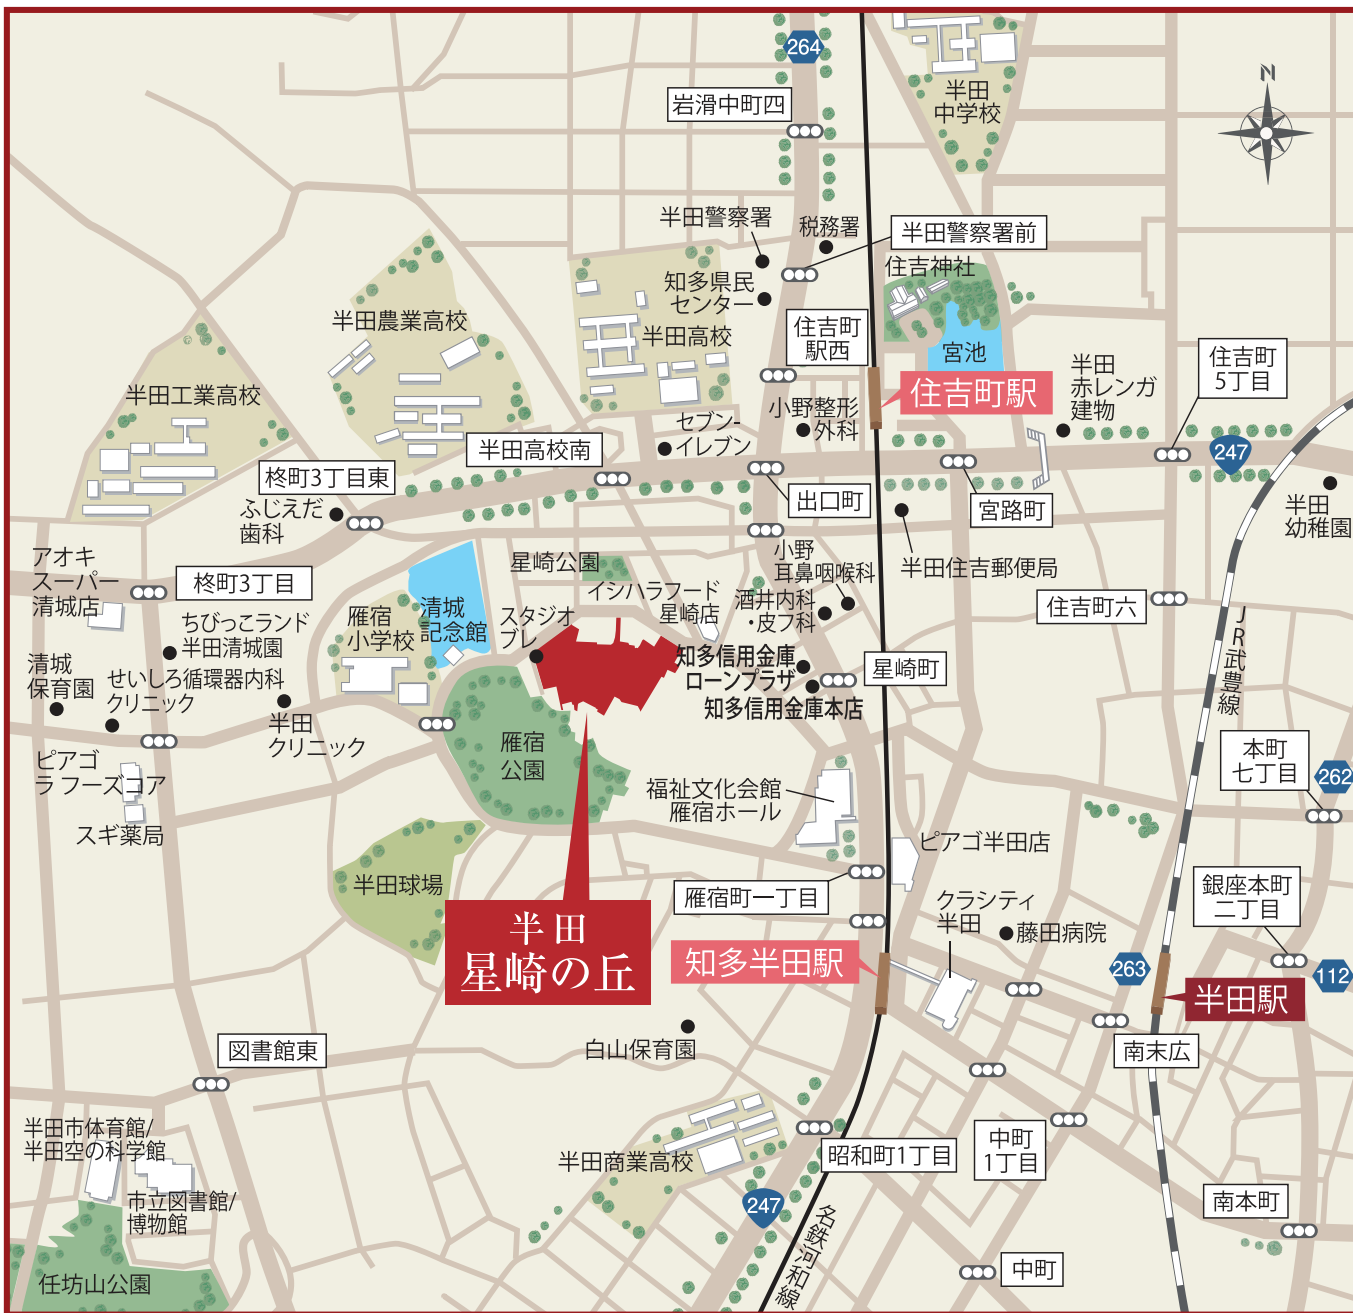 264
岩滑中町四
半田
中学校
N
半田警察署
税務署
半田警察署前
知多県民
センター
住吉神社
半田農業高校
半田高校
住吉町
駅西
宮池
住吉町
5丁目
半田
赤レンガ
建物
住吉町駅
半田工業高校
小野整形
外科
セブン-
イレブン
半田高校南
柊町3丁目東
247
出口町
宮路町
半田
幼稚園
ふじえだ
歯科
アオキ
スーパー
清城店
柊町3丁目
星崎公園
小野
耳鼻咽喉科
半田住吉郵便局
イシハラフード
星崎店
酒井内科
・皮フ科
住吉町六
雁宿
小学校
清城
記念館
スタジオ
ブレ
ちびっこランド
半田清城園
JR武豊線
清城
保育園
せいしろ循環器内科
クリニック
知多信用金庫
ローンプラザ
知多信用金庫本店
星崎町
半田
クリニック
雁宿
公園
ピアゴ
ラフーズコア
本町
七丁目
262
福祉文化会館
雁宿ホール
スギ薬局
ピアゴ半田店
半田球場
雁宿町一丁目
クラシティ
半田
藤田病院
銀座本町
二丁目
半田
星崎の丘
知多半田駅
263
112
半田駅
図書館東
白山保育園
南末広
半田市体育館/
半田空の科学館
半田商業高校
昭和町1丁目
中町
1丁目
市立図書館/
博物館
247
南本町
名鉄河和線
中町
任坊山公園